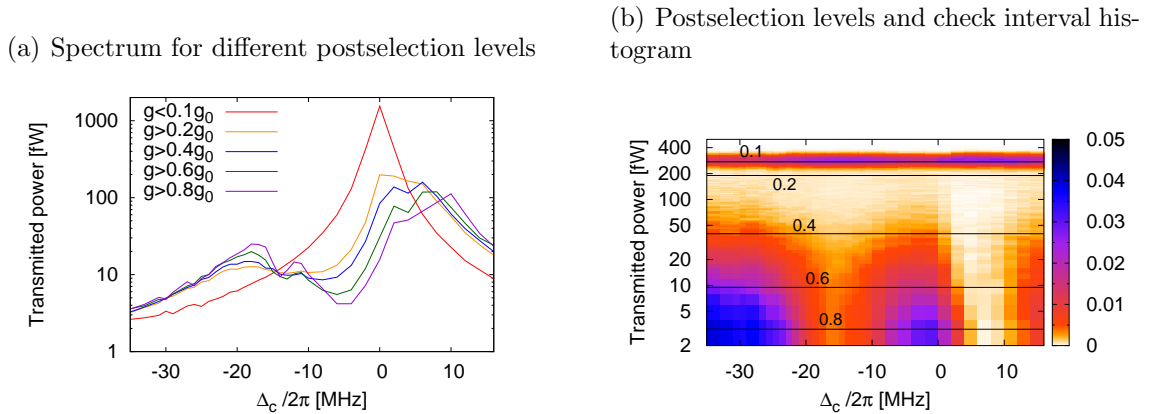 (a) Spectrum for different postselection levels
Transmitted power [fW]
1000
100
10
1
g<0.1g0
g>0.2g0
g>0.4g0
g>0.6g0
g>0.8g0
-30 -20 -10 0 10
Δc /2π [MHz]
(b) Postselection levels and check interval his-
togram
Transmitted power [fW]
400
200
100
50
20
10
5
2
0.1
0.2
0.4
0.6
0.8
-30 -20 -10 0 10
Δc /2π [MHz]
0.05
0.04
0.03
0.02
0.01
0